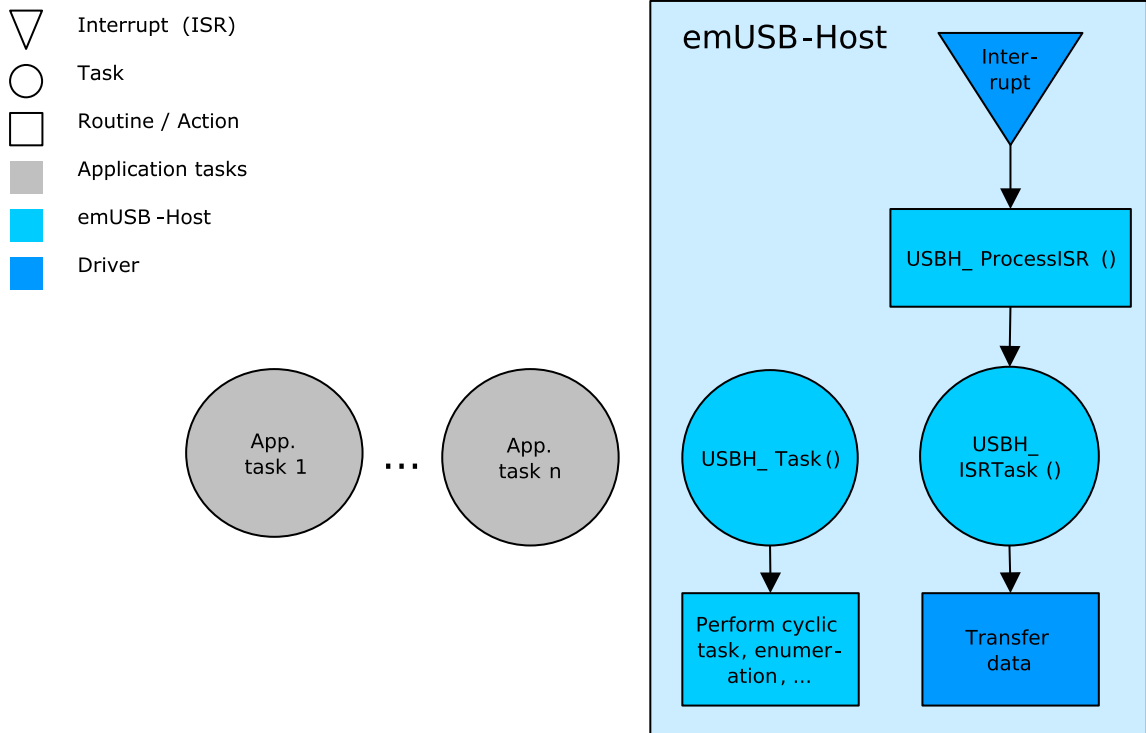 Interrupt (ISR)
Task
Routine / Action
Application tasks
emUSB-Host
Driver
emUSB-Host
Inter-
rupt
USBH_ ProcessISR ()
App.
task 1
...
App.
task n
USBH_ Task()
USBH_
ISRTask ()
Perform cyclic
task, enumer-
ation, ...
Transfer
data